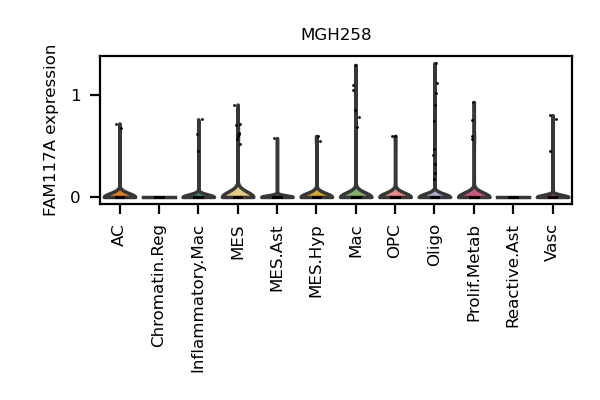 MGH258
FAM117A expression
1
0
AC
Chromatin.Reg
Inflammatory.Mac
MES
MES.Ast
MES.Hyp
Mac
OPC
Oligo
Prolif.Metab
Reactive.Ast
Vasc